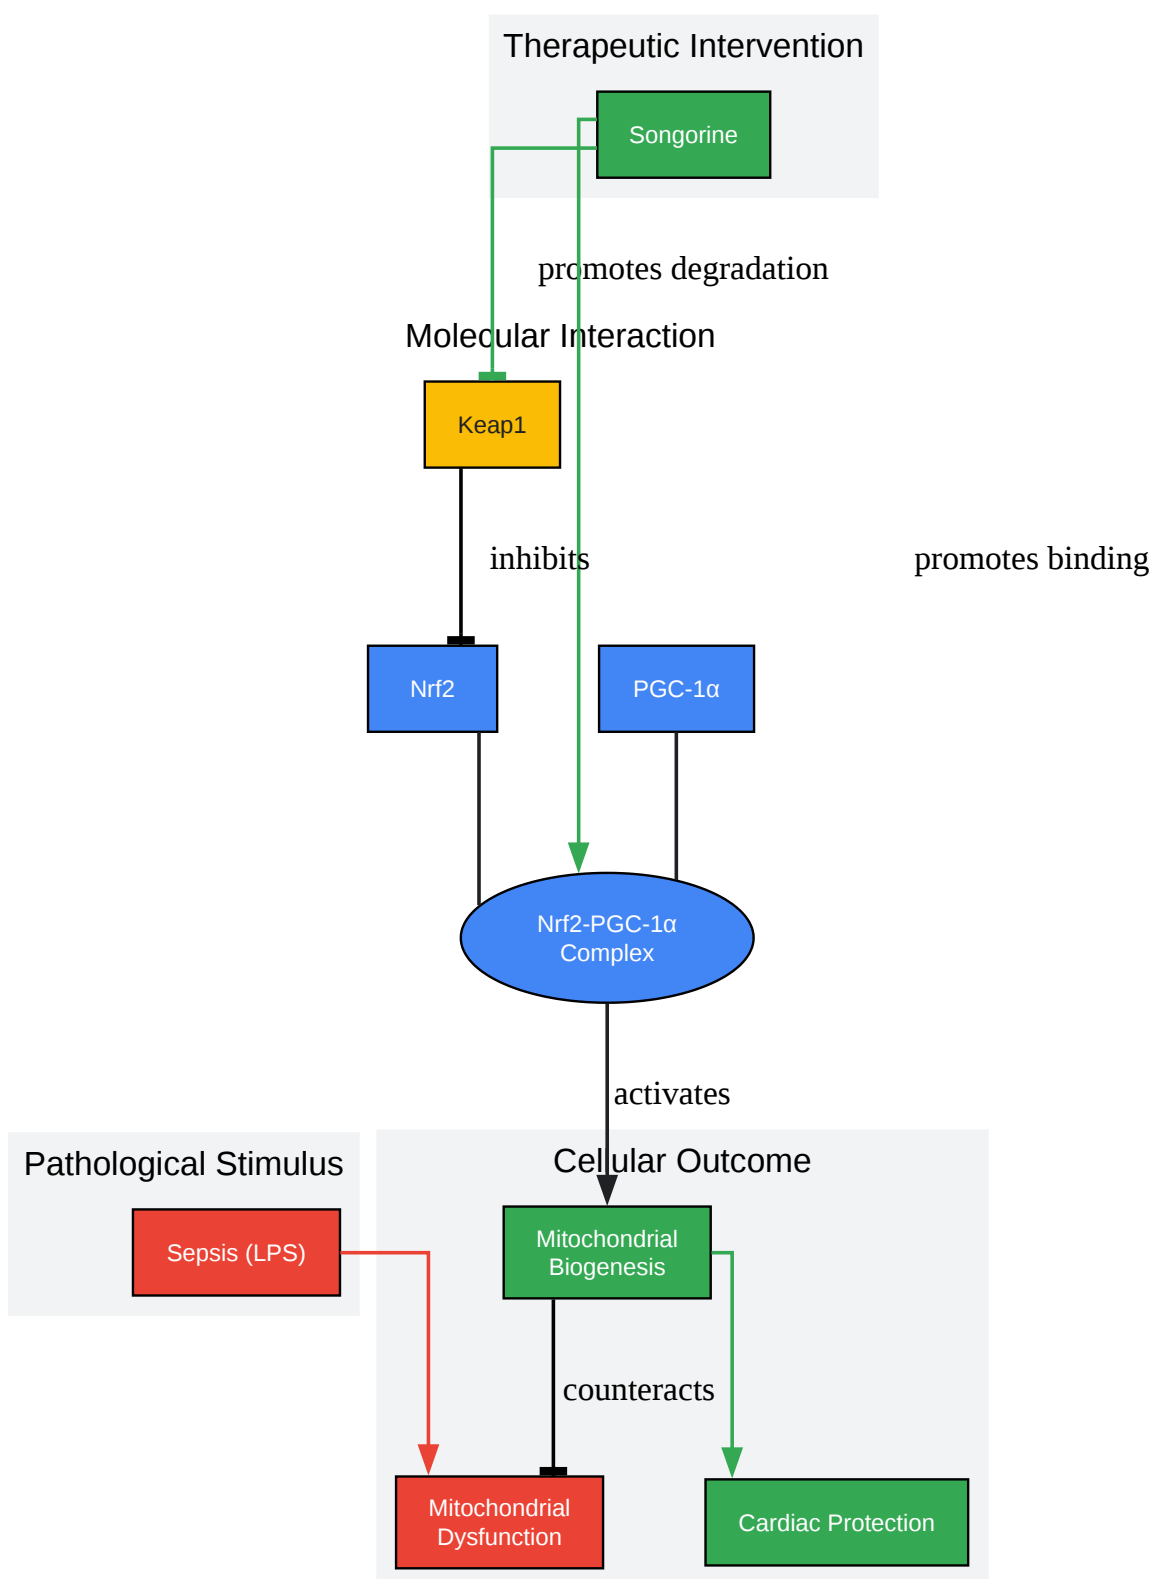 Therapeutic Intervention
Songorine
promotes degradation
Molecular Interaction
Keap1
inhibits
promotes binding
Nrf2
PGC-1α
Nrf2-PGC-1α
Complex
activates
Pathological Stimulus
Cellular Outcome
Sepsis (LPS)
Mitochondrial
Biogenesis
counteracts
Mitochondrial
Dysfunction
Cardiac Protection